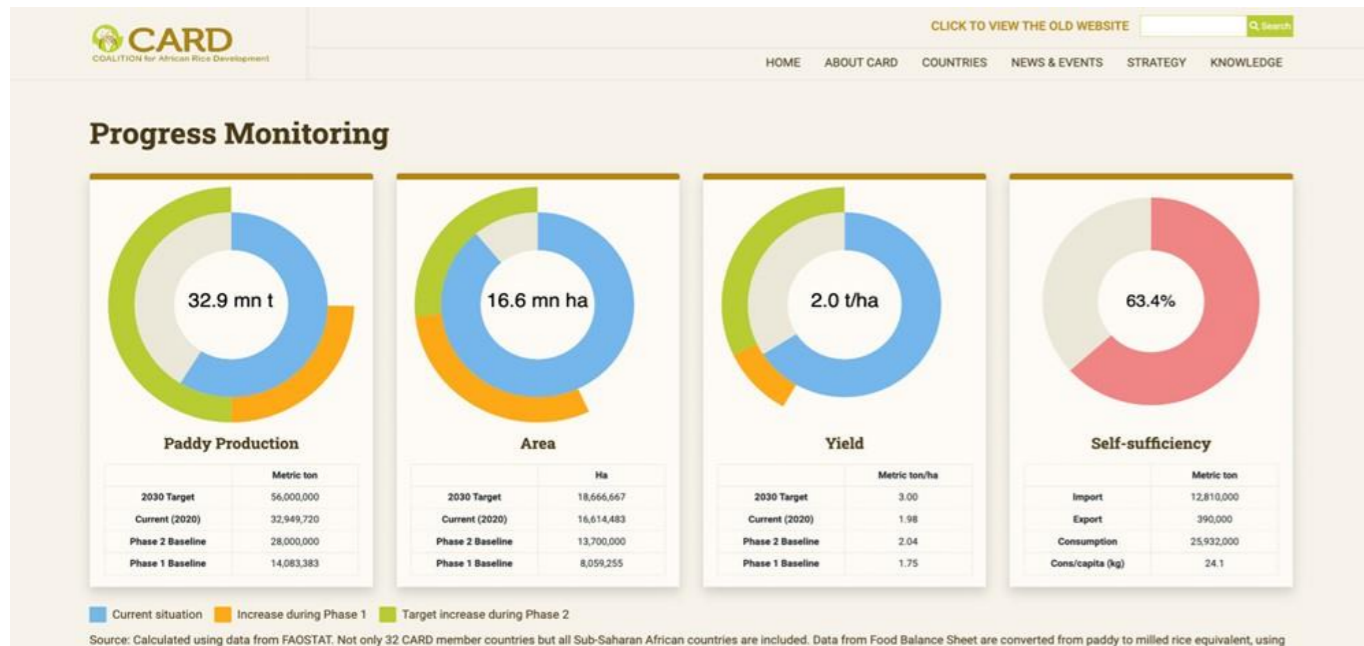 CLICK TO VIEW THE OLD WEBSITE Search
CARD
COALITION for African Rice Development
HOME ABOUT CARD COUNTRIES NEWS & EVENTS STRATEGY KNOWLEDGE
Progress Monitoring
32.9 mn t
Paddy Production
Metric ton
2030 Target 56,000,000
Current (2020) 32,949,720
Phase 2 Baseline 28,000,000
Phase 1 Baseline 14,083,383
16.6 mn ha
Area
Ha
2030 Target 18,666,667
Current (2020) 16,614,483
Phase 2 Baseline 13,700,000
Phase 1 Baseline 8,059,255
2.0 t/ha
Yield
Metric ton/ha
2030 Target 3.00
Current (2020) 1.98
Phase 2 Baseline 2.04
Phase 1 Baseline 1.75
63.4%
Self-sufficiency
Metric ton
Import 12,810,000
Export 390,000
Consumption 25,932,000
Cons/capita (kg) 24.1
Current situation Increase during Phase 1 Target increase during Phase 2
Source: Calculated using data from FAOSTAT. Not only 32 CARD member countries but all Sub-Saharan African countries are included. Data from Food Balance Sheet are converted from paddy to milled rice equivalent, using